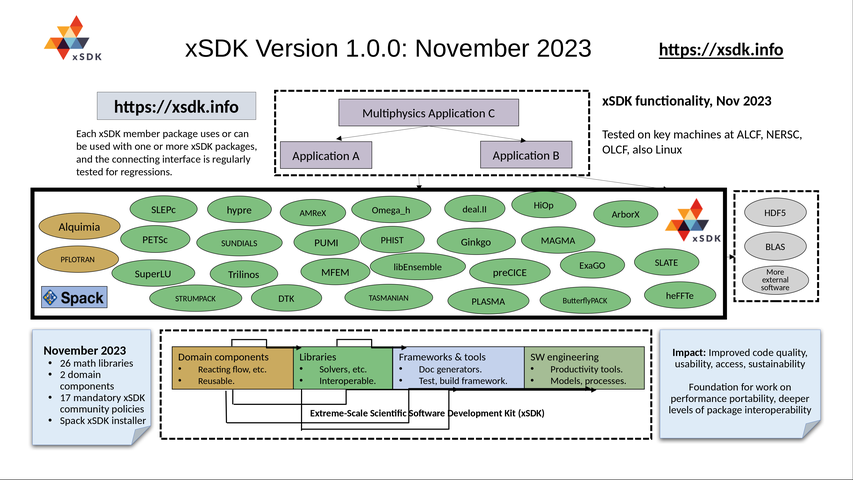 xSDK
xSDK Version 1.0.0: November 2023
https://xsdk.info
https://xsdk.info
Each xSDK member package uses or can
be used with one or more xSDK packages,
and the connecting interface is regularly
tested for regressions.
Multiphysics Application C
Application A
Application B
xSDK functionality, Nov 2023
Tested on key machines at ALCF, NERSC,
OLCF, also Linux
Alquimia
PFLOTRAN
Spack
SLEPc
hypre
AMReX
Omega_h
deal.II
HiOp
ArborX
xSDK
PETSc
SUNDIALS
PUMI
PHIST
Ginkgo
MAGMA
SuperLU
Trilinos
MFEM
libEnsemble
preCICE
ExaGO
SLATE
STRUMPACK
DTK
TASMANIAN
PLASMA
ButterflyPACK
heFFTe
HDF5
BLAS
More
external
software
November 2023
• 26 math libraries
• 2 domain
components
• 17 mandatory xSDK
community policies
• Spack xSDK installer
Domain components
• Reacting flow, etc.
• Reusable.
Libraries
• Solvers, etc.
• Interoperable.
Frameworks & tools
• Doc generators.
• Test, build framework.
SW engineering
• Productivity tools.
• Models, processes.
Extreme-Scale Scientific Software Development Kit (xSDK)
Impact: Improved code quality,
usability, access, sustainability
Foundation for work on
performance portability, deeper
levels of package interoperability